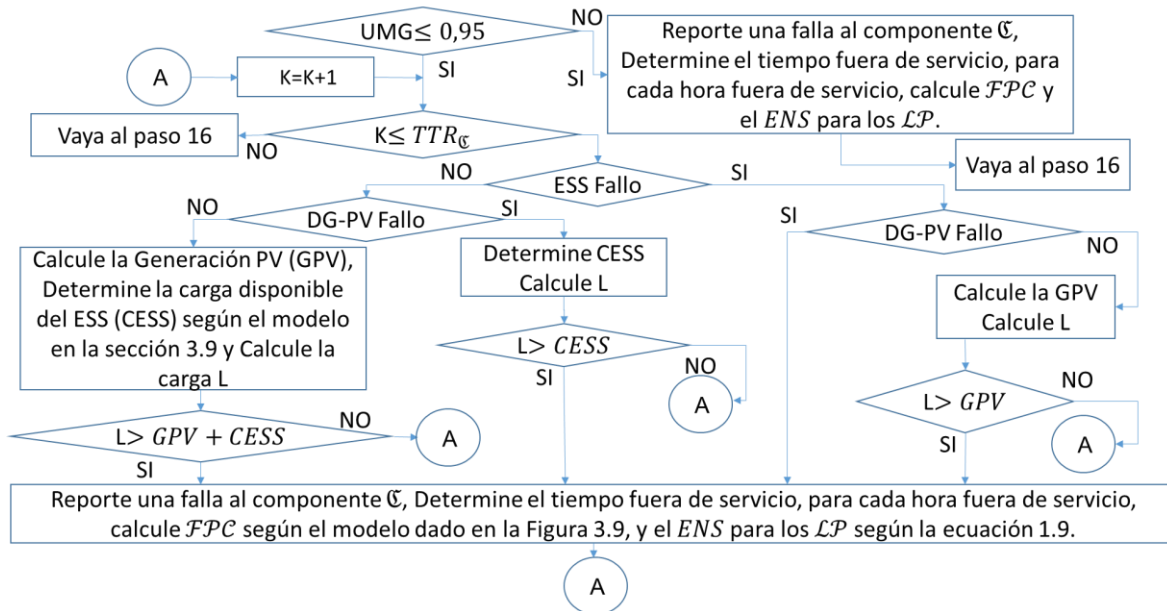 UMG≤ 0,95
NO
SI
Reporte una falla al componente ℭ,
Determine el tiempo fuera de servicio, para
cada hora fuera de servicio, calcule ℱ𝒫𝒞 y
el 𝐸𝑁𝑆 para los ℒ𝒫.
SI
A
K=K+1
Vaya al paso 16
NO
K≤ 𝑇𝑇𝑅ℭ
Vaya al paso 16
NO
ESS Fallo
SI
NO
DG-PV Fallo
SI
SI
DG-PV Fallo
NO
Calcule la Generación PV (GPV),
Determine la carga disponible
del ESS (CESS) según el modelo
en la sección 3.9 y Calcule la
carga L
Determine CESS
Calcule L
Calcule la GPV
Calcule L
L> 𝐶𝐸𝑆𝑆
NO
SI
A
L> 𝐺𝑃𝑉
NO
SI
A
L> 𝐺𝑃𝑉 + 𝐶𝐸𝑆𝑆
NO
SI
A
Reporte una falla al componente ℭ, Determine el tiempo fuera de servicio, para cada hora fuera de servicio,
calcule ℱ𝒫𝒞 según el modelo dado en la Figura 3.9, y el 𝐸𝑁𝑆 para los ℒ𝒫 según la ecuación 1.9.
A